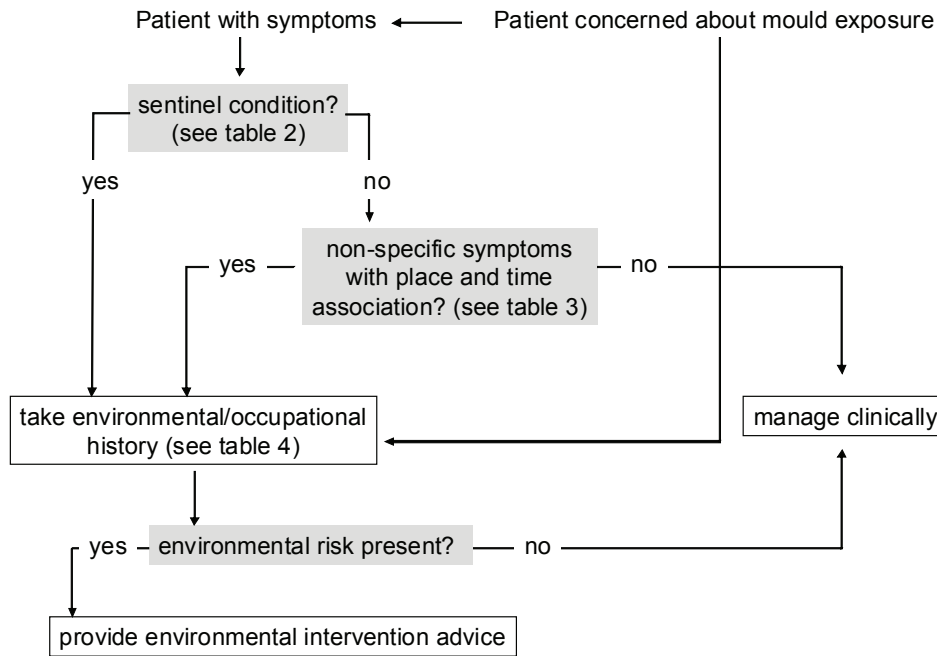 Patient with symptoms
Patient concerned about mould exposure
sentinel condition?
(see table 2)
yes
no
non-specific symptoms
with place and time
association? (see table 3)
yes
no
take environmental/occupational
history (see table 4)
manage clinically
yes
environmental risk present?
no
provide environmental intervention advice